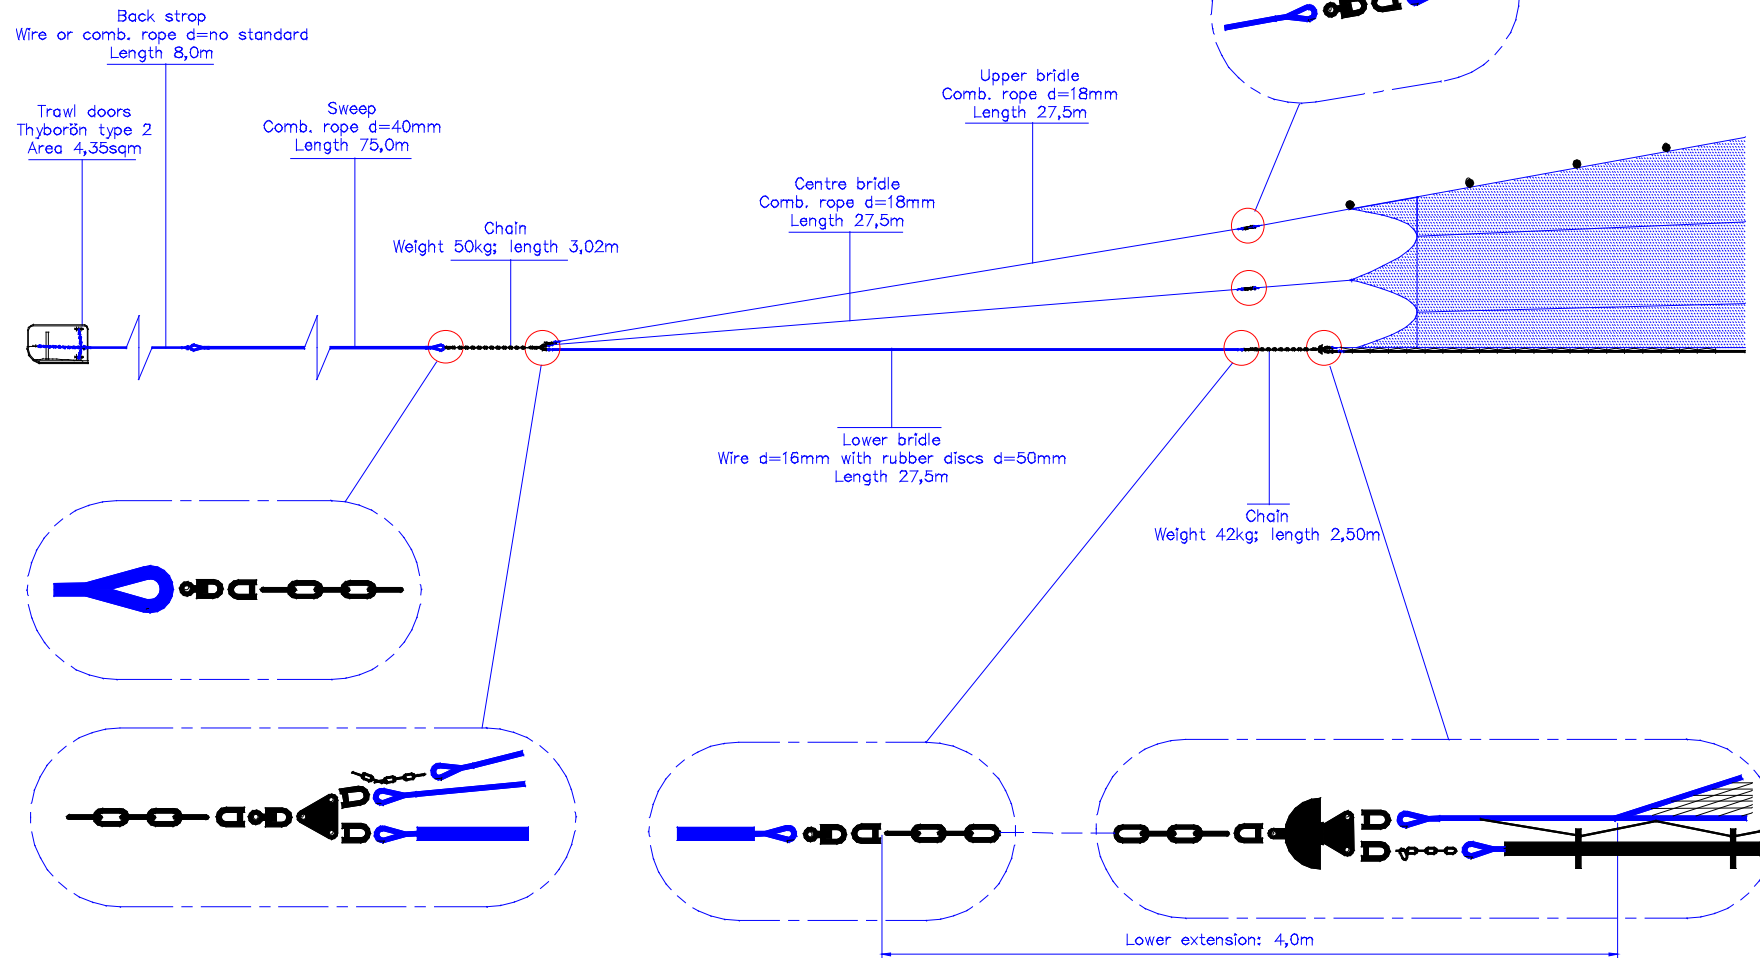 Back strop
Wire or comb. rope d=no standard
Length 8,0m
Trawl doors
Thyborön type 2
Area 4,35sqm
Sweep
Comb. rope d=40mm
Length 75,0m
Chain
Weight 50kg; length 3,02m
Upper bridle
Comb. rope d=18mm
Length 27,5m
Centre bridle
Comb. rope d=18mm
Length 27,5m
Lower bridle
Wire d=16mm with rubber discs d=50mm
Length 27,5m
Chain
Weight 42kg; length 2,50m
Lower extension: 4,0m